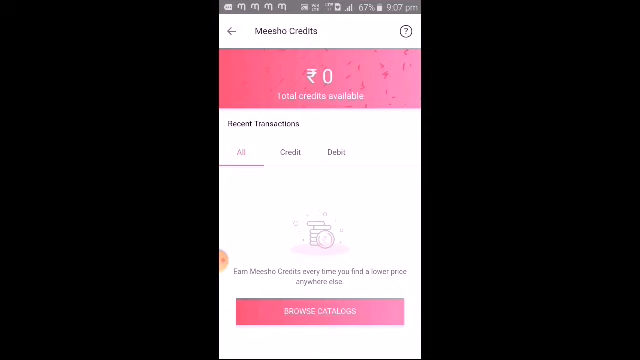 67% 9:07 pm
Meesho Credits ?
₹ 0
Total credits available
Recent Transactions
All Credit Debit
Earn Meesho Credits every time you find a lower price
anywhere else.
BROWSE CATALOGS